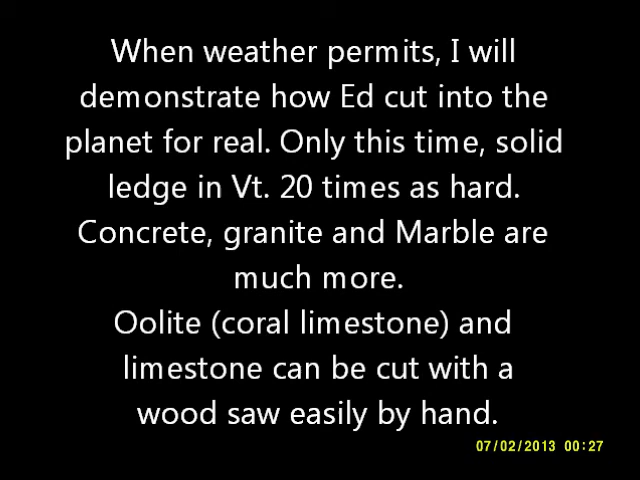 When weather permits, I will
demonstrate how Ed cut into the
planet for real. Only this time, solid
ledge in Vt. 20 times as hard.
Concrete, granite and Marble are
much more.
Oolite (coral limestone) and
limestone can be cut with a
wood saw easily by hand.
07/02/2013 00:27